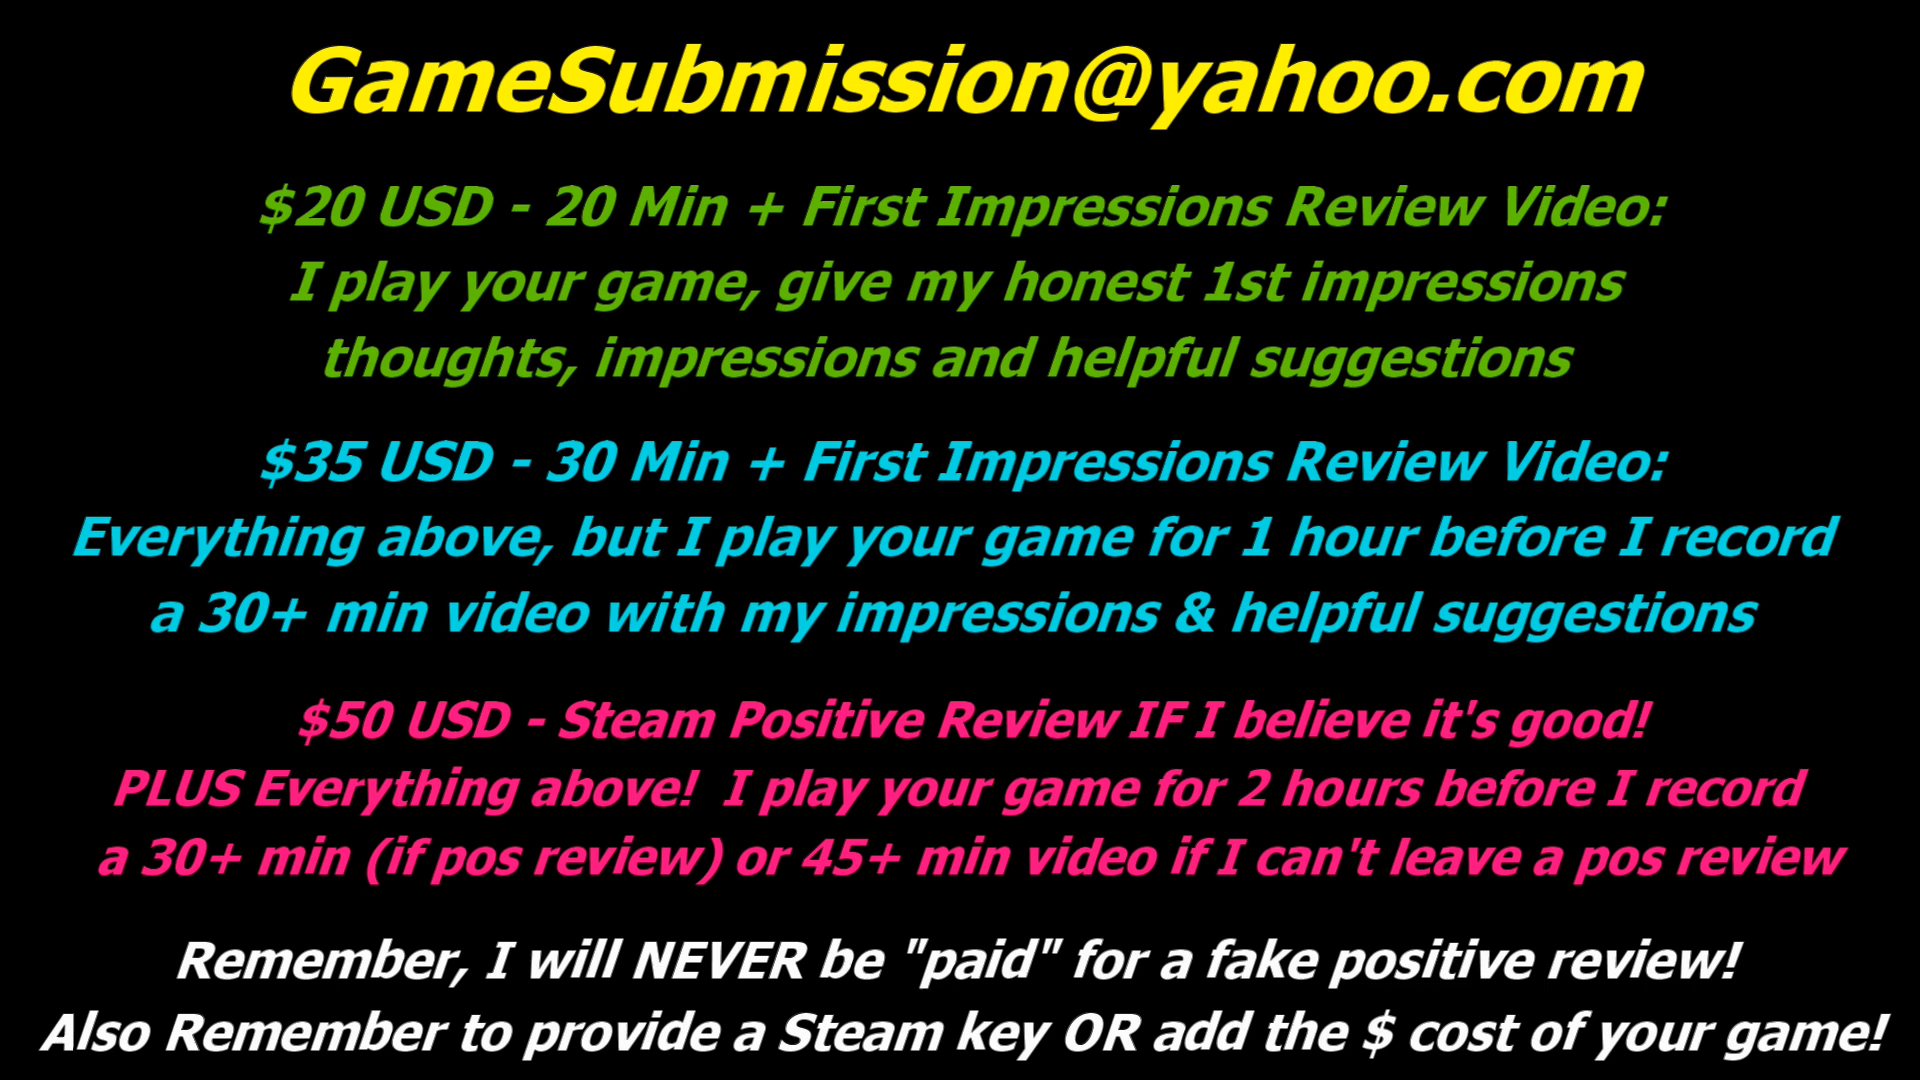 GameSubmission@yahoo.com
$20 USD - 20 Min + First Impressions Review Video:
I play your game, give my honest 1st impressions
thoughts, impressions and helpful suggestions
$35 USD - 30 Min + First Impressions Review Video:
Everything above, but I play your game for 1 hour before I record
a 30+ min video with my impressions & helpful suggestions
$50 USD - Steam Positive Review IF I believe it's good!
PLUS Everything above!  I play your game for 2 hours before I record
a 30+ min (if pos review) or 45+ min video if I can't leave a pos review
Remember, I will NEVER be "paid" for a fake positive review!
Also Remember to provide a Steam key OR add the $ cost of your game!